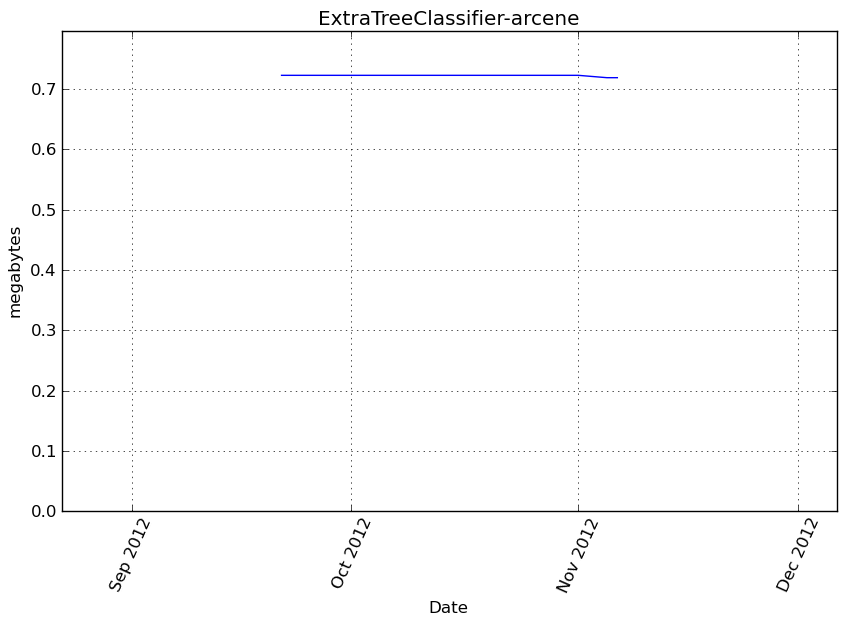 ExtraTreeClassifier-arcene
megabytes
0.7
0.6
0.5
0.4
0.3
0.2
0.1
0.0
Sep 2012
Oct 2012
Nov 2012
Dec 2012
Date